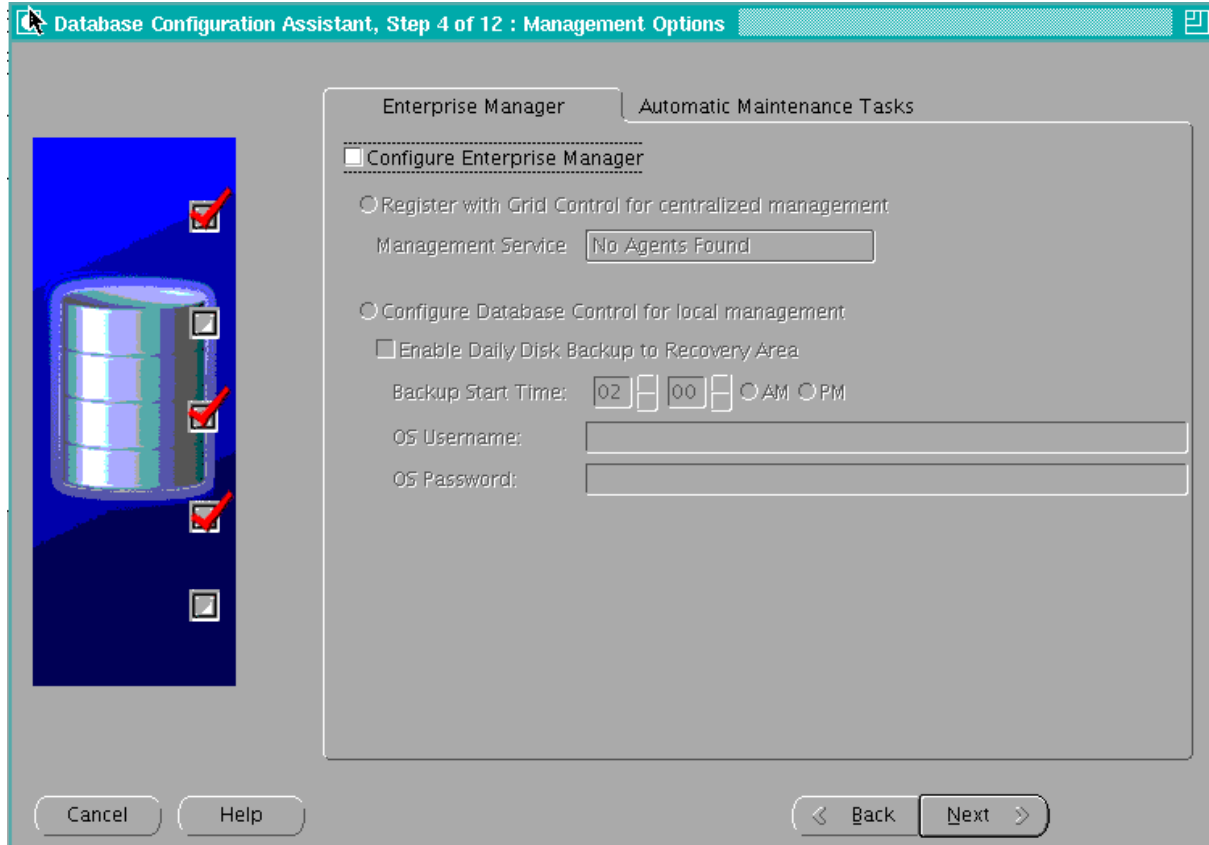 Database Configuration Assistant, Step 4 of 12 : Management Options
Enterprise Manager
Automatic Maintenance Tasks
Configure Enterprise Manager
Register with Grid Control for centralized management
Management Service No Agents Found
Configure Database Control for local management
Enable Daily Disk Backup to Recovery Area
Backup Start Time: 02 00 AM PM
OS Username:
OS Password:
Cancel
Help
Back
Next